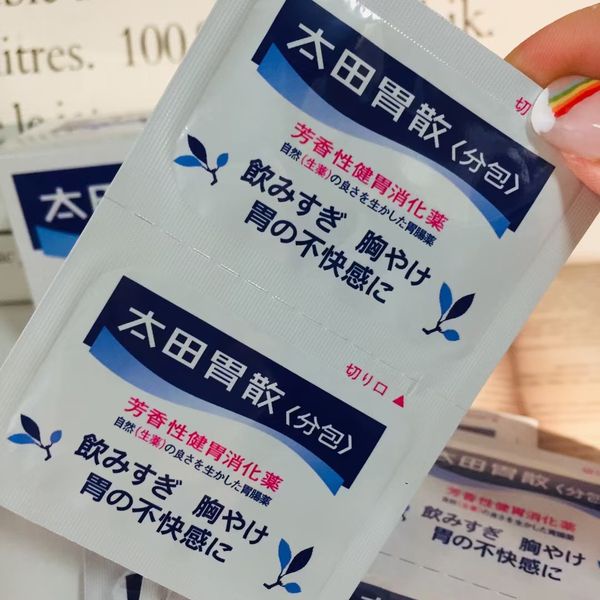 litres. 100
太田胃散〈分包〉
芳香性健胃消化薬
自然(生薬)の良さを生かした胃腸薬
飲みすぎ 胸やけ
胃の不快感に
切り口▲
太田胃散〈分包〉
芳香性健胃消化薬
自然(生薬)の良さを生かした胃腸薬
飲みすぎ 胸やけ
胃の不快感に
太田胃散〈分包〉
芳香性健胃消化薬
飲みすぎ 胸やけ
胃の不快感に